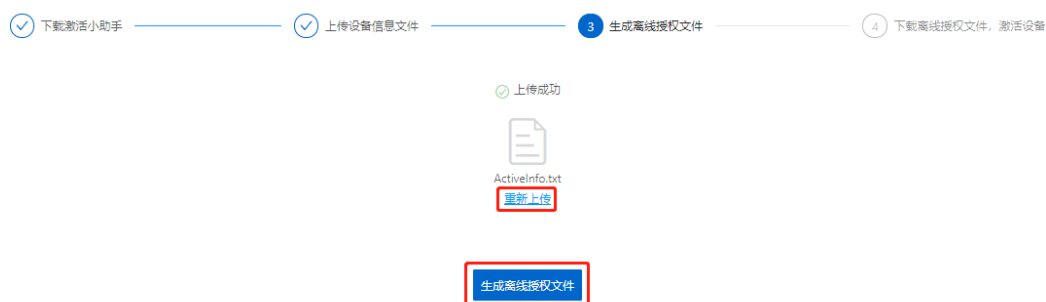 下载激活小助手
上传设备信息文件
3 生成离线授权文件
4 下载离线授权文件，激活设备
上传成功
ActiveInfo.txt
重新上传
生成离线授权文件